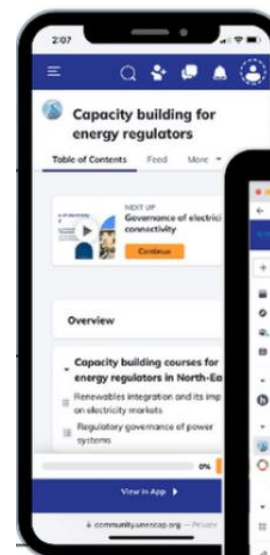 2:07
Capacity building for
energy regulators
Table of Contents Feed More
NEXT UP
Governance of electrici
connectivity
Continue
Overview
Capacity building courses for
energy regulators in North-Ea
Renewables integration and its imp
on electricity markets
Regulatory governance of power
systems
0%
View in App
community.unescap.org — Private